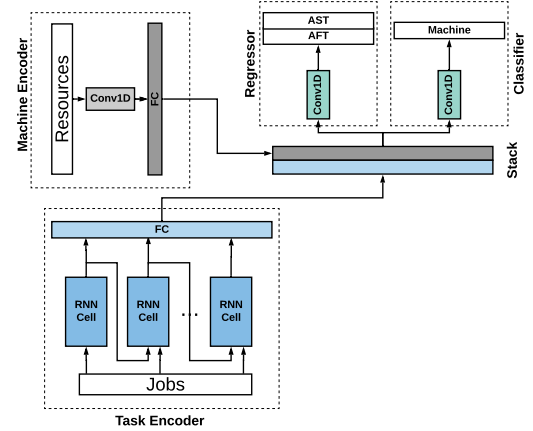 Machine Encoder
Resources
Conv1D
FC
Regressor
AST
AFT
Conv1D
Machine
Conv1D
Classifier
Stack
FC
RNN
Cell
RNN
Cell
...
RNN
Cell
Jobs
Task Encoder